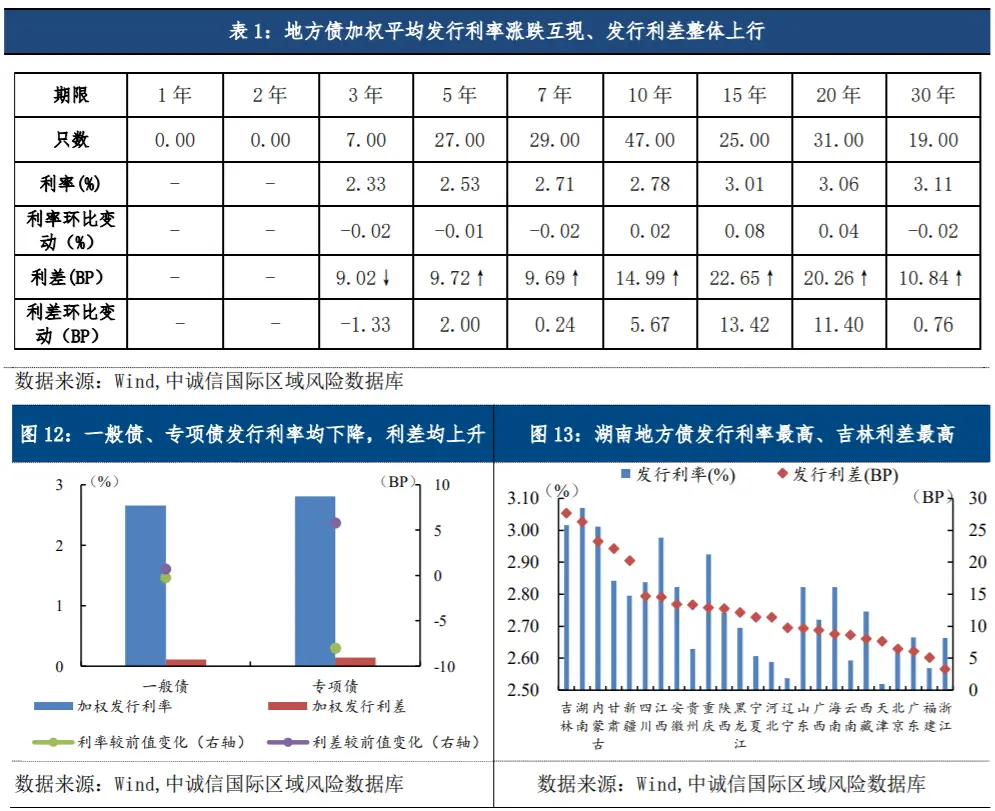 表1：地方债加权平均发行利率涨跌互现、发行利差整体上行
期限 1年 2年 3年 5年 7年 10年 15年 20年 30年
只数 0.00 0.00 7.00 27.00 29.00 47.00 25.00 31.00 19.00
利率(%) - - 2.33 2.53 2.71 2.78 3.01 3.06 3.11
利率环比变
动（%） - - -0.02 -0.01 -0.02 0.02 0.08 0.04 -0.02
利差(BP) - - 9.02↓ 9.72↑ 9.69↑ 14.99↑ 22.65↑ 20.26↑ 10.84↑
利差环比变
动（BP） - - -1.33 2.00 0.24 5.67 13.42 11.40 0.76
数据来源：Wind,中诚信国际区域风险数据库
图12：一般债、专项债发行利率均下降，利差均上升
（%） （BP）
3 10
2 5
0
1 -5
0 -10
一般债 专项债
加权发行利率 加权发行利差
利率较前值变化（右轴） 利差较前值变化（右轴）
数据来源：Wind,中诚信国际区域风险数据库
图13：湖南地方债发行利率最高、吉林利差最高
发行利率(%) 发行利差(BP)
（%） （BP）
3.10 30
3.00 25
2.90 20
2.80 15
2.70 10
2.60 5
2.50 0
吉林 湖南 内蒙古 甘肃 新疆 四川 江西 安徽 贵州 重庆 陕西 黑龙江 宁夏 河北 辽宁 山东 广西 海南 云南 西藏 天津 北京 广东 福建 浙江
数据来源：Wind,中诚信国际区域风险数据库